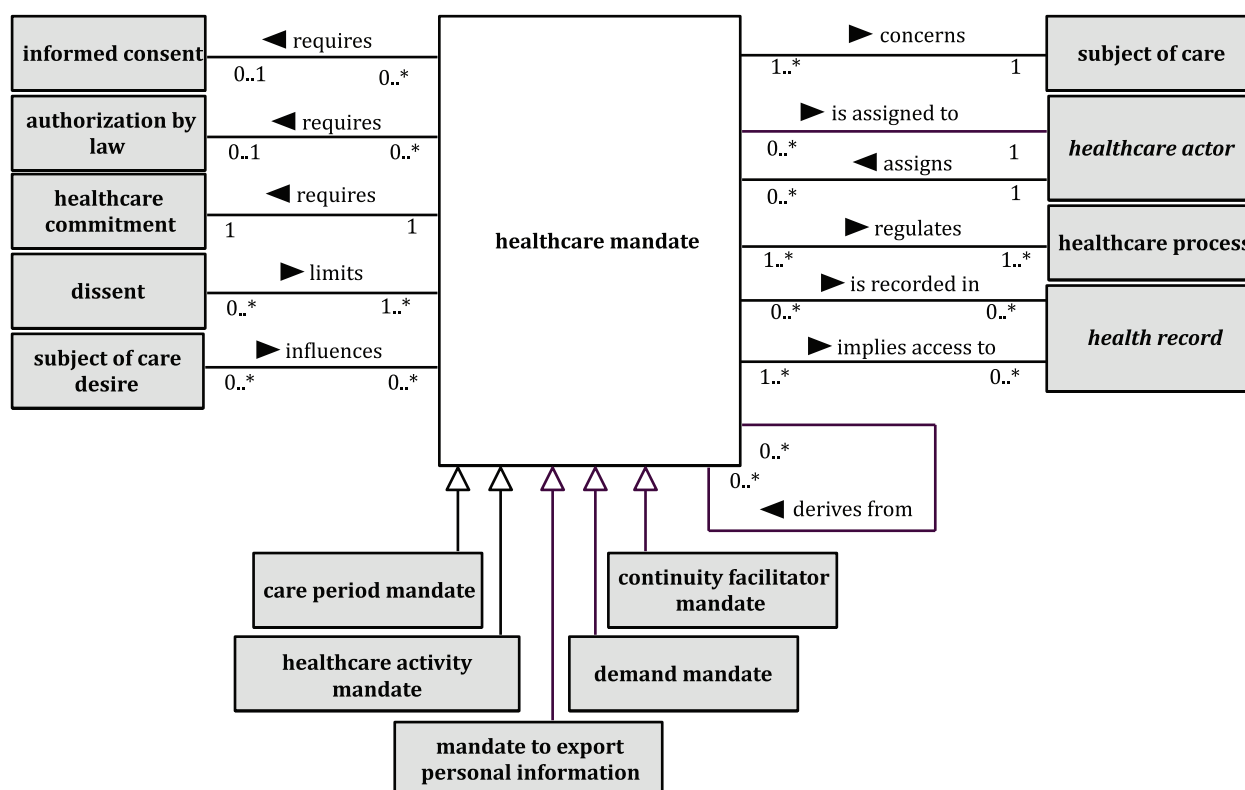 informed consent
requires
0..1
0..*
authorization by
law
requires
0..1
0..*
healthcare
commitment
requires
1
1
dissent
limits
0..*
1..*
subject of care
desire
influences
0..*
0..*
healthcare mandate
concerns
1..*
1
subject of care
is assigned to
0..*
1
healthcare actor
assigns
0..*
1
regulates
1..*
1..*
healthcare process
is recorded in
0..*
0..*
health record
implies access to
1..*
0..*
0..*
0..*
derives from
care period mandate
continuity facilitator
mandate
healthcare activity
mandate
demand mandate
mandate to export
personal information